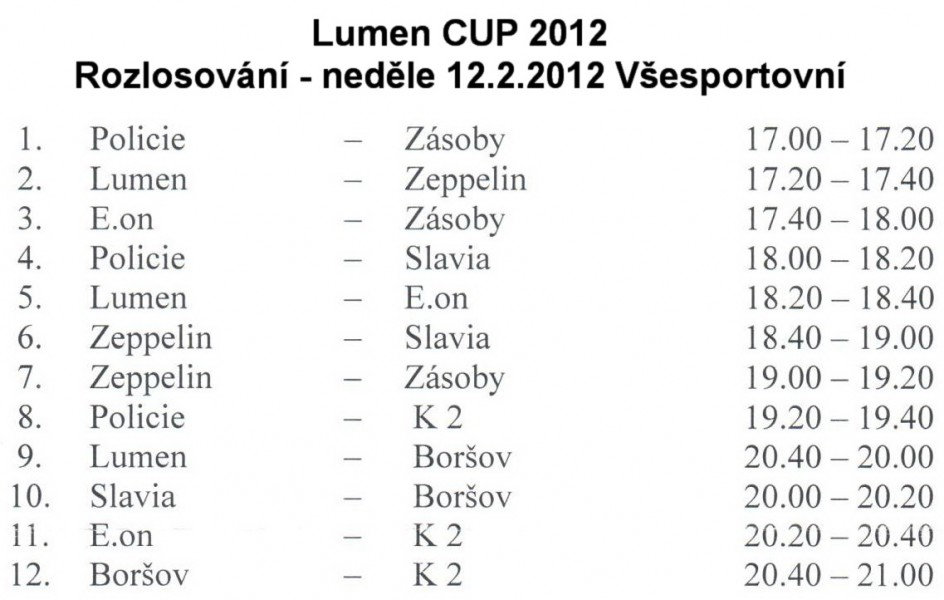 Lumen CUP 2012
Rozlosování - neděle 12.2.2012 Všesportovní
1. Policie – Zásoby 17.00 – 17.20
2. Lumen – Zeppelin 17.20 – 17.40
3. E.on – Zásoby 17.40 – 18.00
4. Policie – Slavia 18.00 – 18.20
5. Lumen – E.on 18.20 – 18.40
6. Zeppelin – Slavia 18.40 – 19.00
7. Zeppelin – Zásoby 19.00 – 19.20
8. Policie – K 2 19.20 – 19.40
9. Lumen – Boršov 20.40 – 20.00
10. Slavia – Boršov 20.00 – 20.20
11. E.on – K 2 20.20 – 20.40
12. Boršov – K 2 20.40 – 21.00